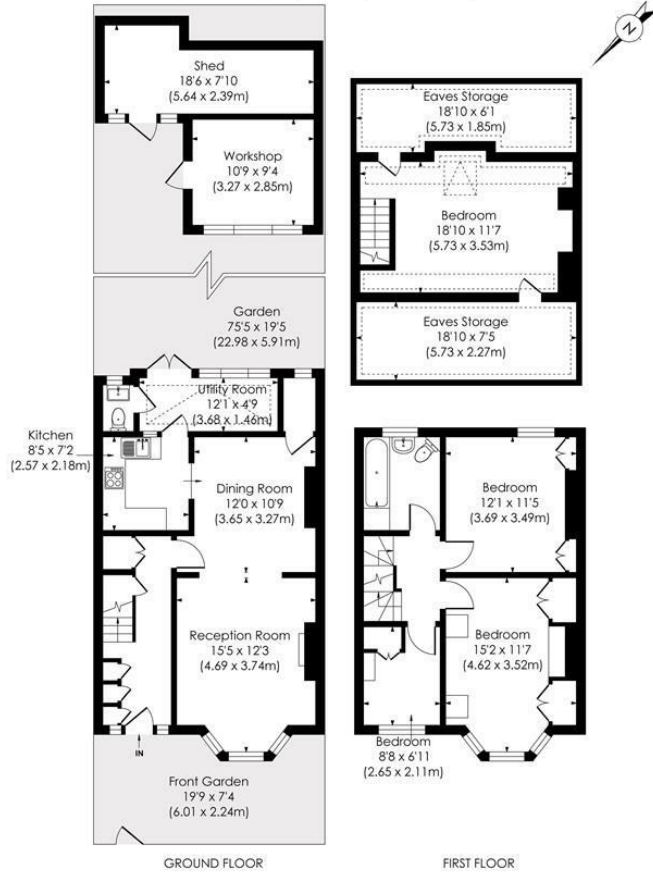 N
Shed
18'6 x 7'10
(5.64 x 2.39m)
Workshop
10'9 x 9'4
(3.27 x 2.85m)
Eaves Storage
18'10 x 6'1
(5.73 x 1.85m)
Bedroom
18'10 x 11'7
(5.73 x 3.53m)
Eaves Storage
18'10 x 7'5
(5.73 x 2.27m)
Garden
75'5 x 19'5
(22.98 x 5.91m)
Utility Room
12'1 x 4'9
(3.68 x 1.46m)
Kitchen
8'5 x 7'2
(2.57 x 2.18m)
Dining Room
12'0 x 10'9
(3.65 x 3.27m)
Reception Room
15'5 x 12'3
(4.69 x 3.74m)
IN
Front Garden
19'9 x 7'4
(6.01 x 2.24m)
Bedroom
12'1 x 11'5
(3.69 x 3.49m)
Bedroom
15'2 x 11'7
(4.62 x 3.52m)
Bedroom
8'8 x 6'11
(2.65 x 2.11m)
GROUND FLOOR
FIRST FLOOR